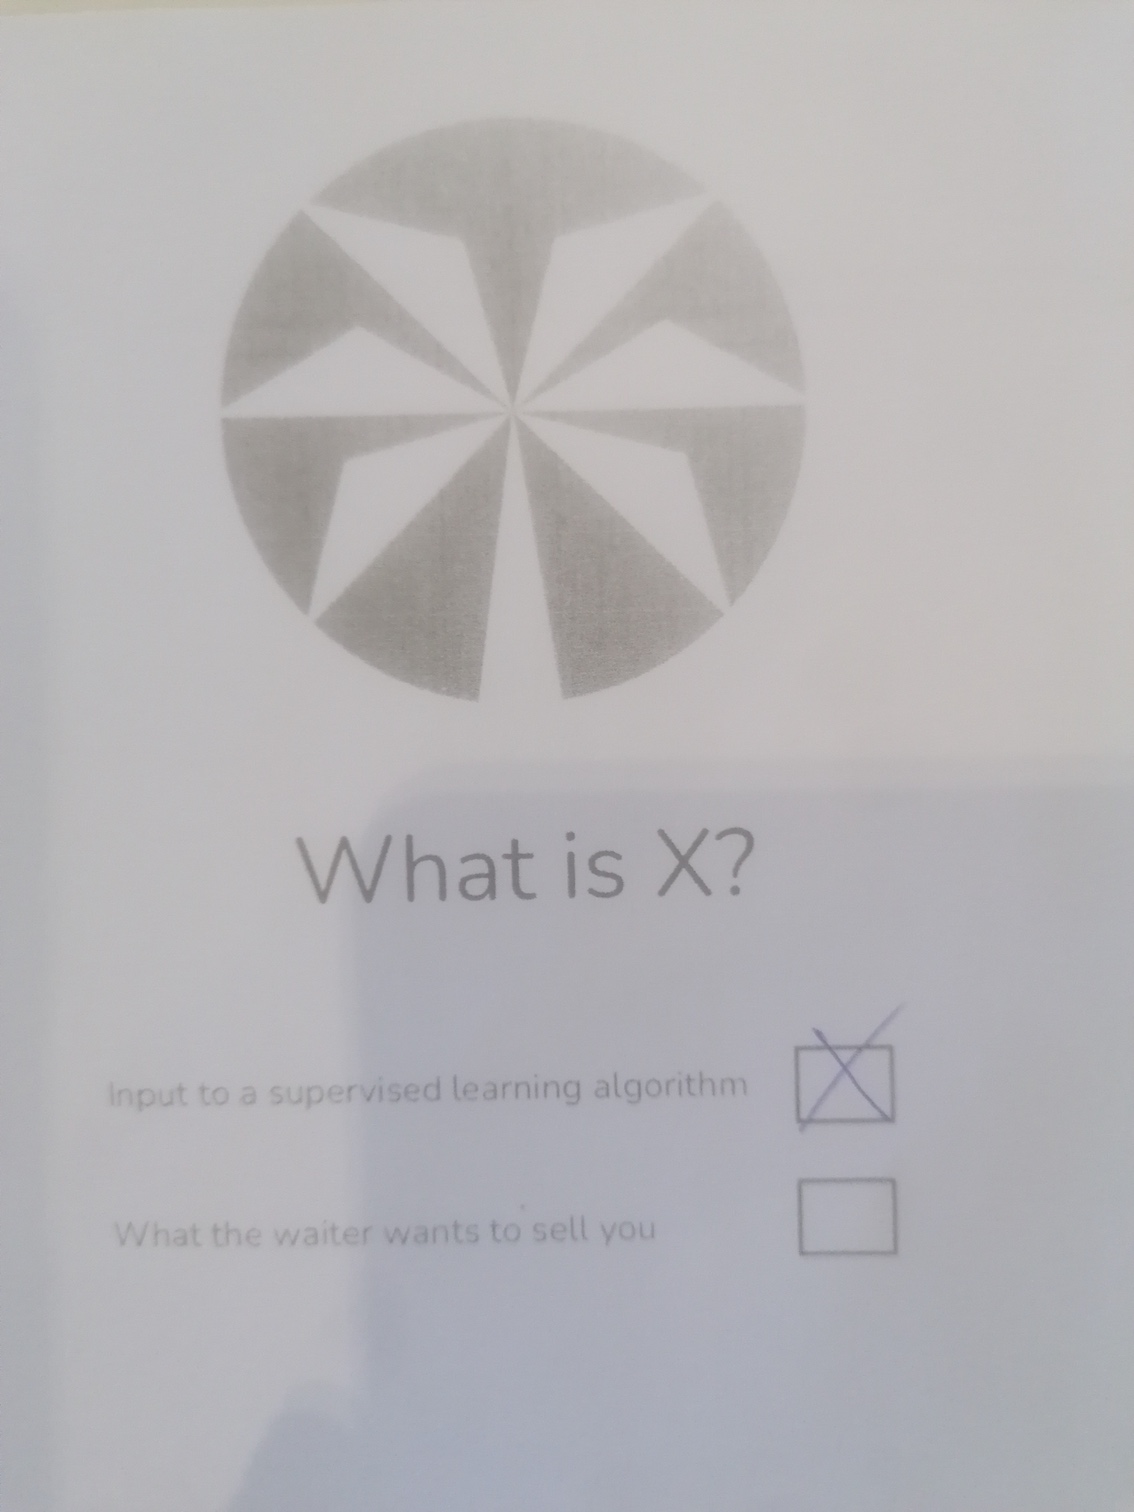 What is X?
Input to a supervised learning algorithm
What the waiter wants to sell you